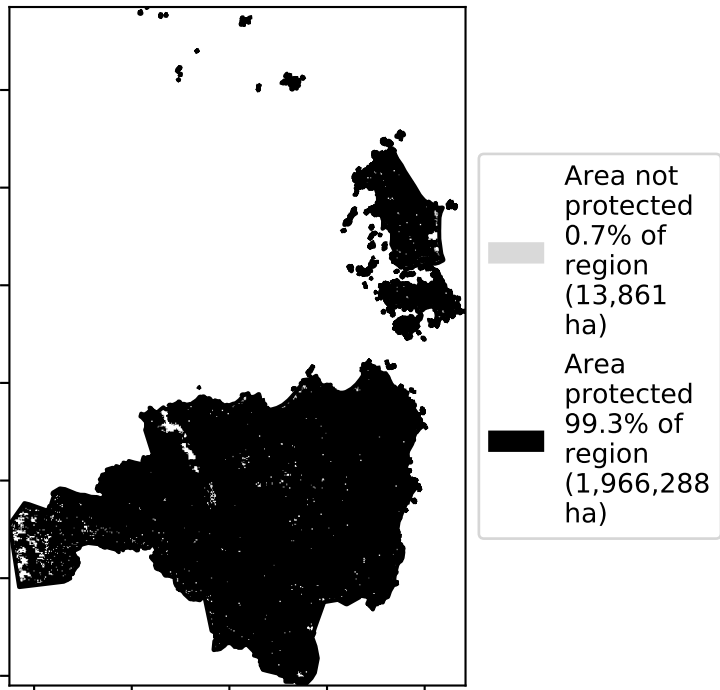 Area not
protected
0.7% of
region
(13,861
ha)
Area
protected
99.3% of
region
(1,966,288
ha)